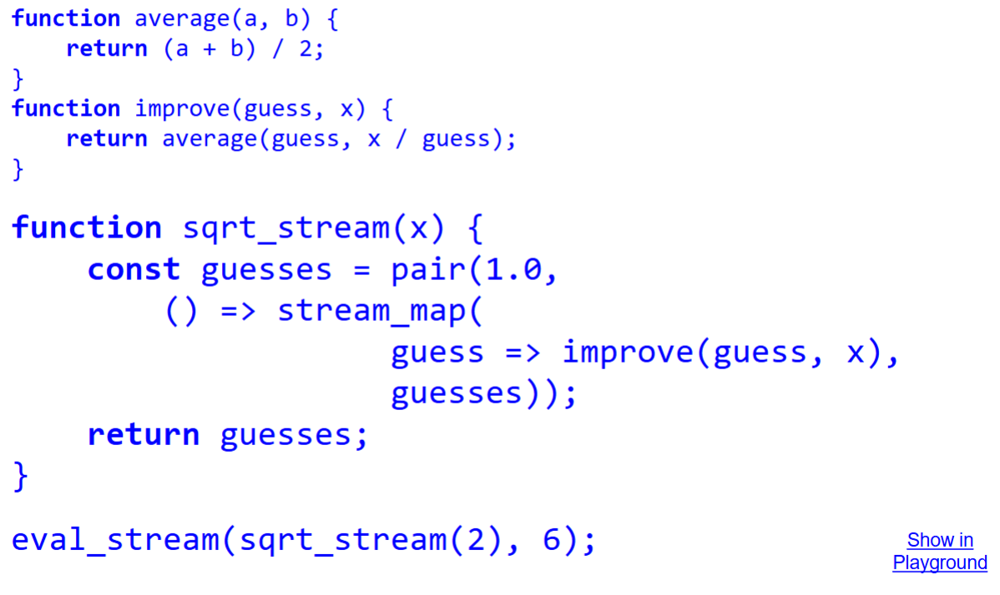 function average(a, b) {
    return (a + b) / 2;
}
function improve(guess, x) {
    return average(guess, x / guess);
}
function sqrt_stream(x) {
    const guesses = pair(1.0,
        () => stream_map(
                    guess => improve(guess, x),
                    guesses));
    return guesses;
}
eval_stream(sqrt_stream(2), 6);
Show in
Playground